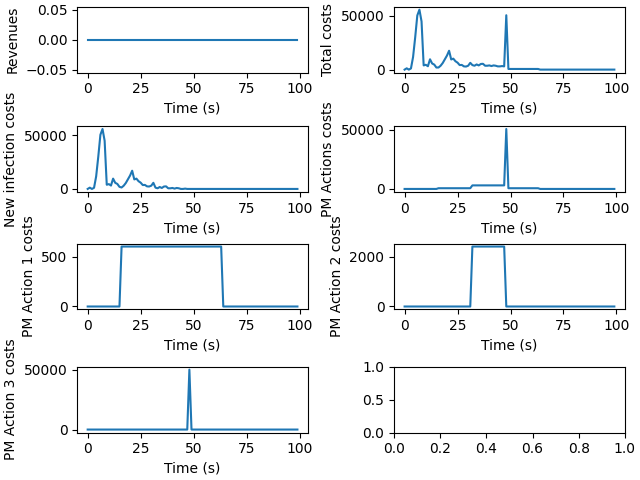 Revenues
0.05
0.00
−0.05
0 25 50 75 100
Time (s)
Total costs
50000
0
0 25 50 75 100
Time (s)
New infection costs
50000
0
0 25 50 75 100
Time (s)
PM Actions costs
50000
0
0 25 50 75 100
Time (s)
PM Action 1 costs
500
0
0 25 50 75 100
Time (s)
PM Action 2 costs
2000
0
0 25 50 75 100
Time (s)
PM Action 3 costs
50000
0
0 25 50 75 100
Time (s)
1.0
0.5
0.0
0.0 0.2 0.4 0.6 0.8 1.0